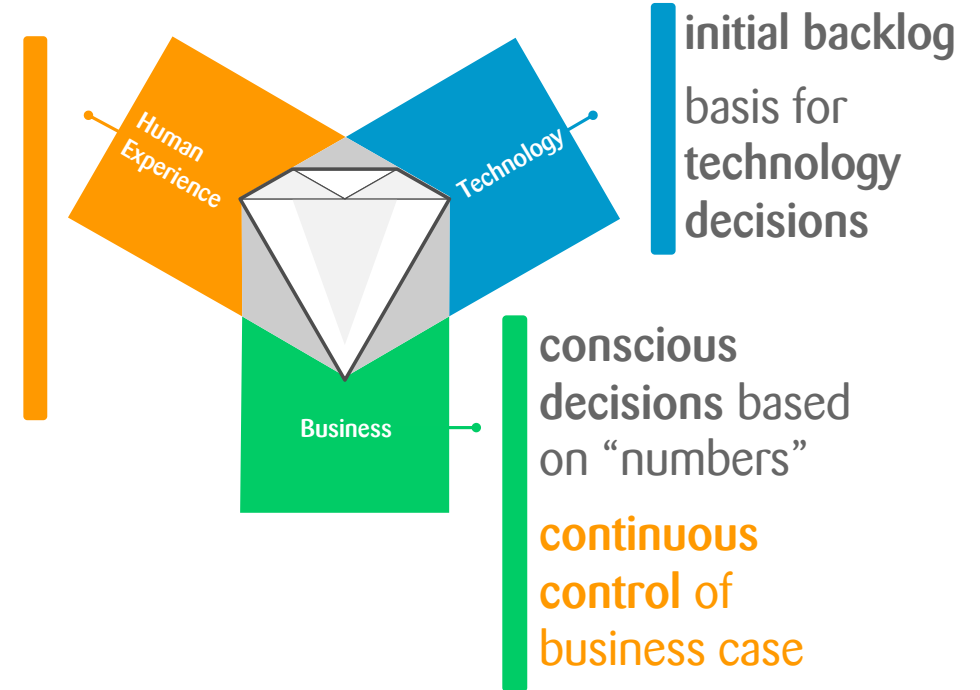 Human
Experience
Technology
Business
initial backlog
basis for
technology
decisions
conscious
decisions based
on “numbers”
continuous
control of
business case